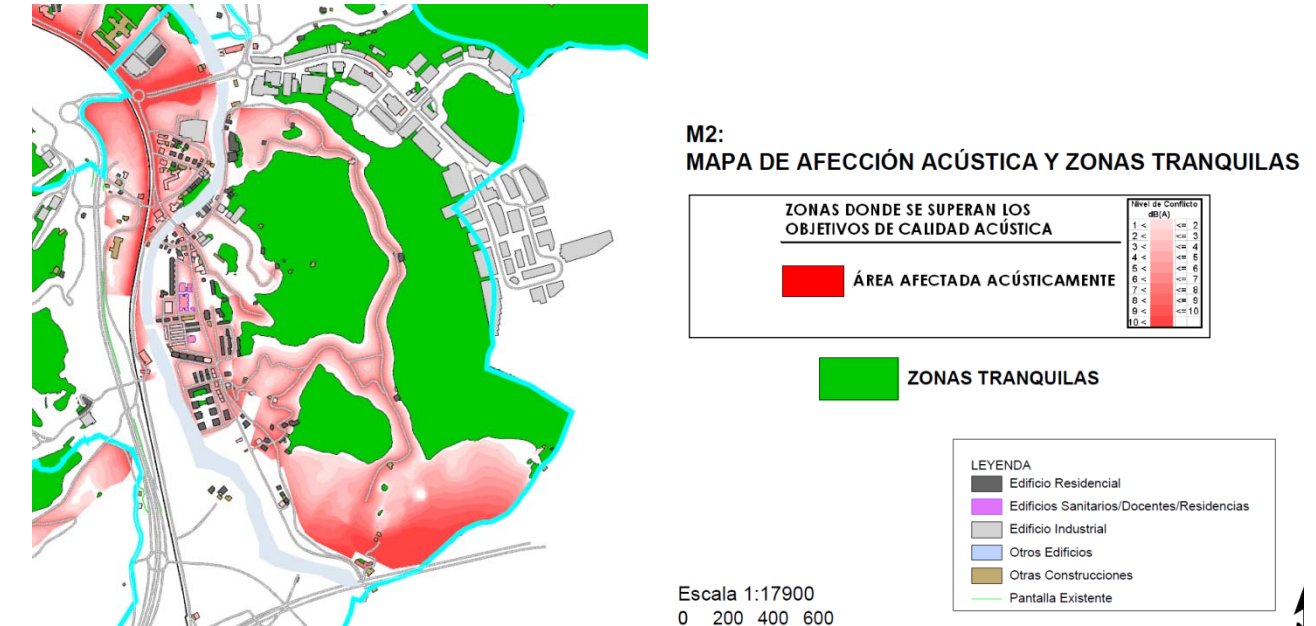 M2:
MAPA DE AFECCIÓN ACÚSTICA Y ZONAS TRANQUILAS
ZONAS DONDE SE SUPERAN LOS
OBJETIVOS DE CALIDAD ACÚSTICA
ÁREA AFECTADA ACÚSTICAMENTE
Nivel de Conflicto
dB(A)
1 < <= 2
2 < <= 3
3 < <= 4
4 < <= 5
5 < <= 6
6 < <= 7
7 < <= 8
8 < <= 9
9 < <= 10
10 <
ZONAS TRANQUILAS
LEYENDA
Edificio Residencial
Edificios Sanitarios/Docentes/Residencias
Edificio Industrial
Otros Edificios
Otras Construcciones
Pantalla Existente
Escala 1:17900
0 200 400 600